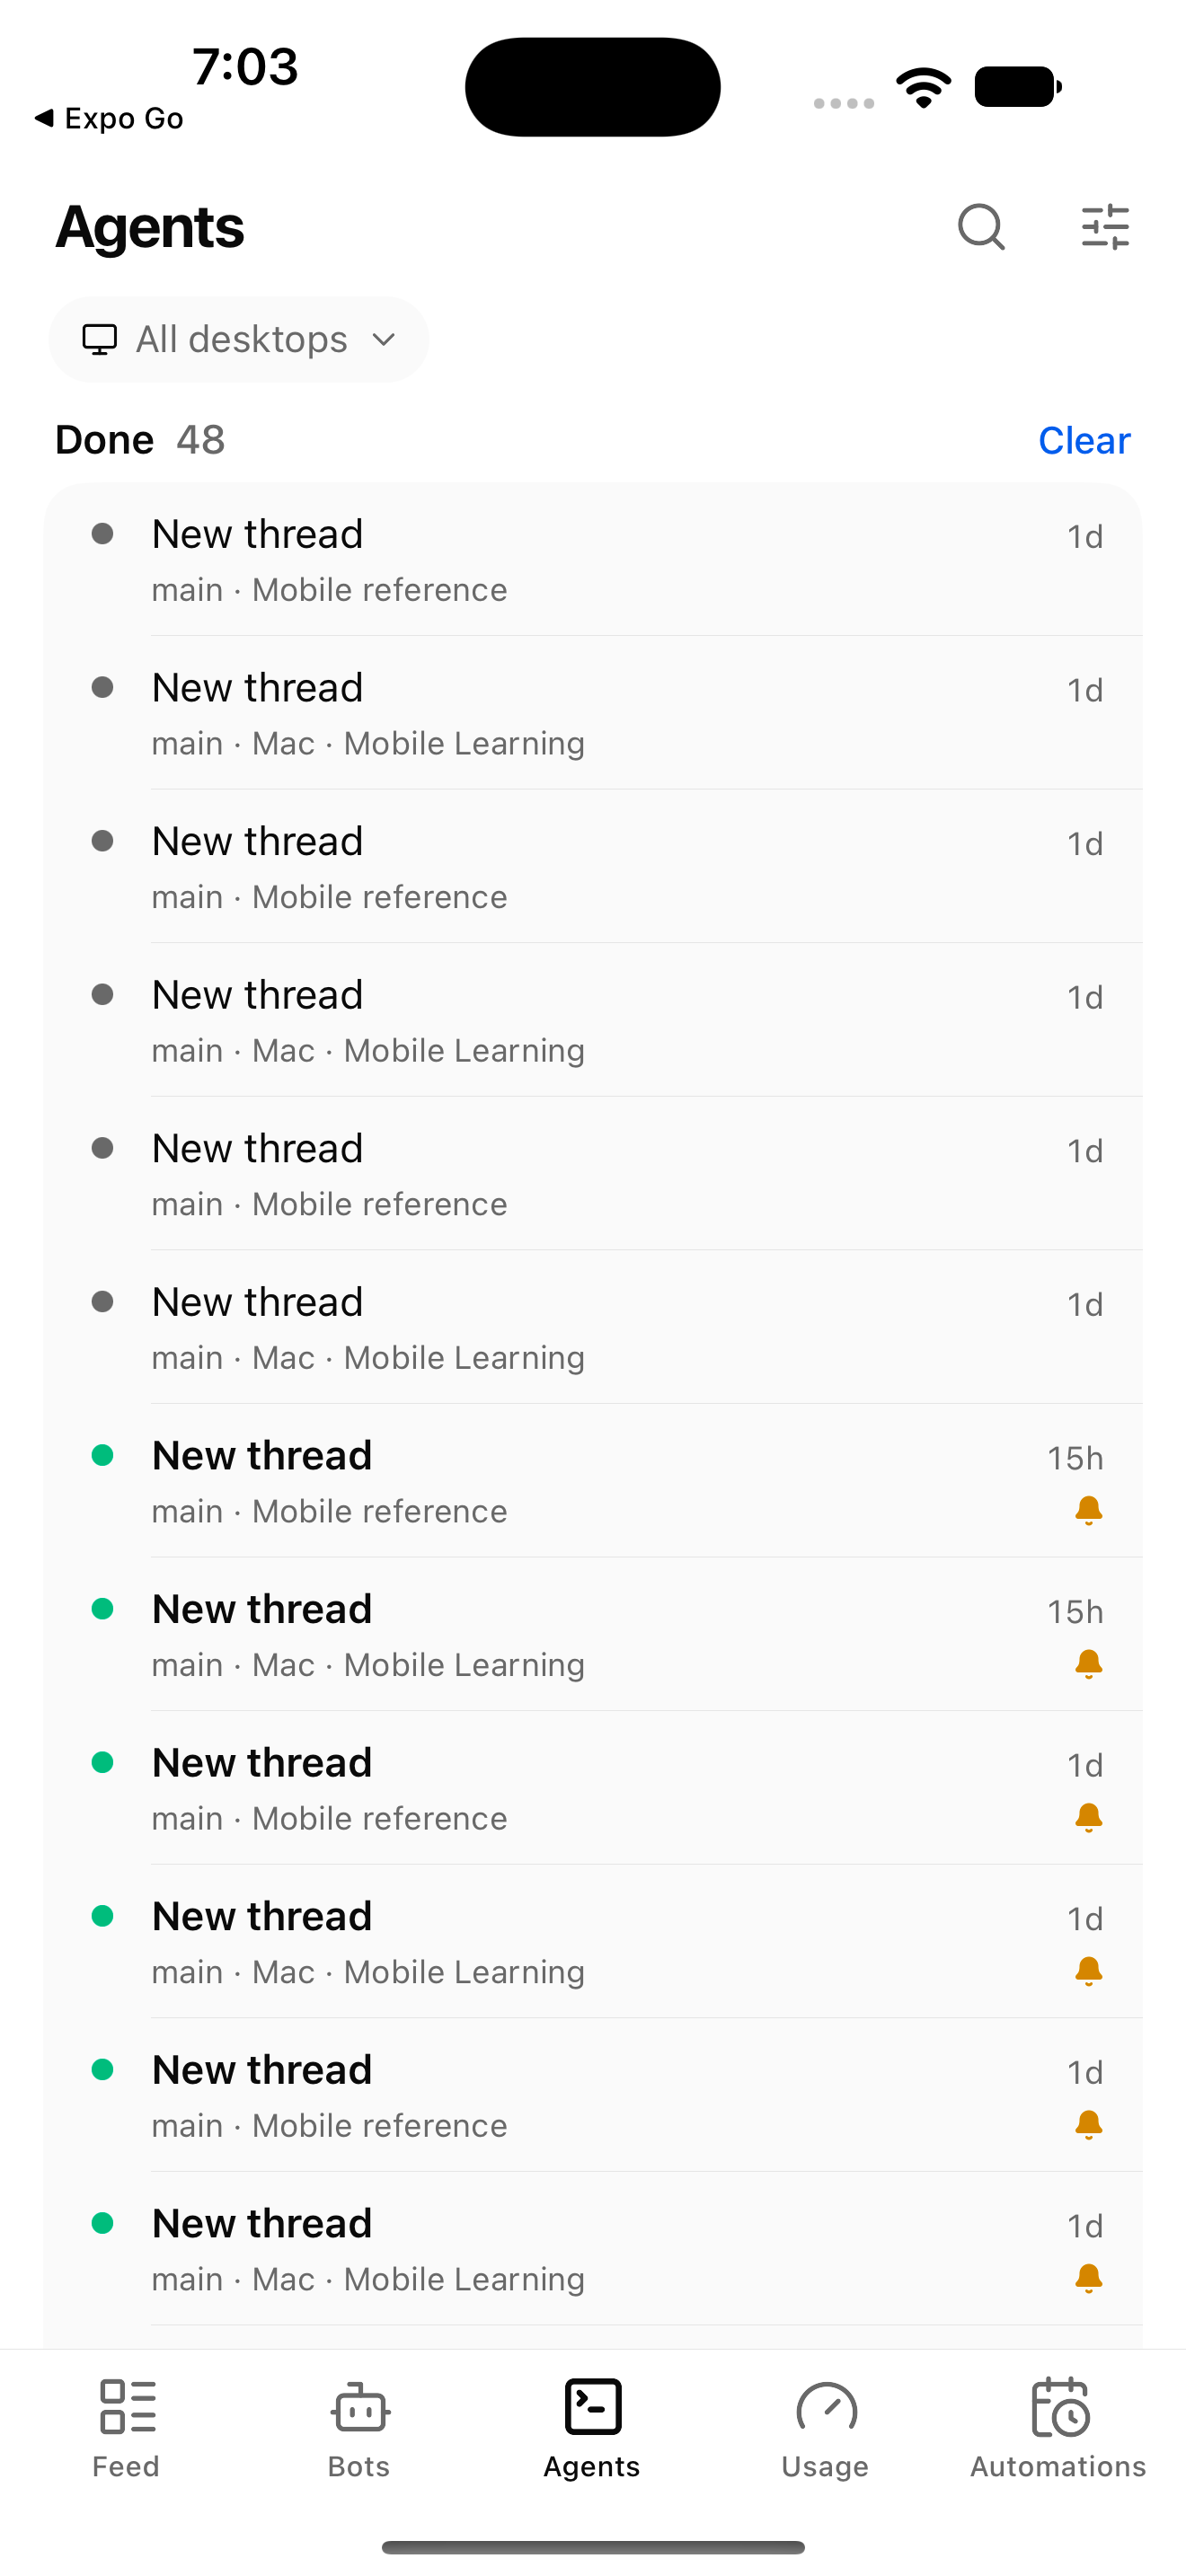 7:03
Expo Go
Agents
All desktops
Done 48
Clear
New thread
1d
main · Mobile reference
New thread
1d
main · Mac · Mobile Learning
New thread
1d
main · Mobile reference
New thread
1d
main · Mac · Mobile Learning
New thread
1d
main · Mobile reference
New thread
1d
main · Mac · Mobile Learning
New thread
15h
main · Mobile reference
New thread
15h
main · Mac · Mobile Learning
New thread
1d
main · Mobile reference
New thread
1d
main · Mac · Mobile Learning
New thread
1d
main · Mobile reference
New thread
1d
main · Mac · Mobile Learning
Feed
Bots
Agents
Usage
Automations